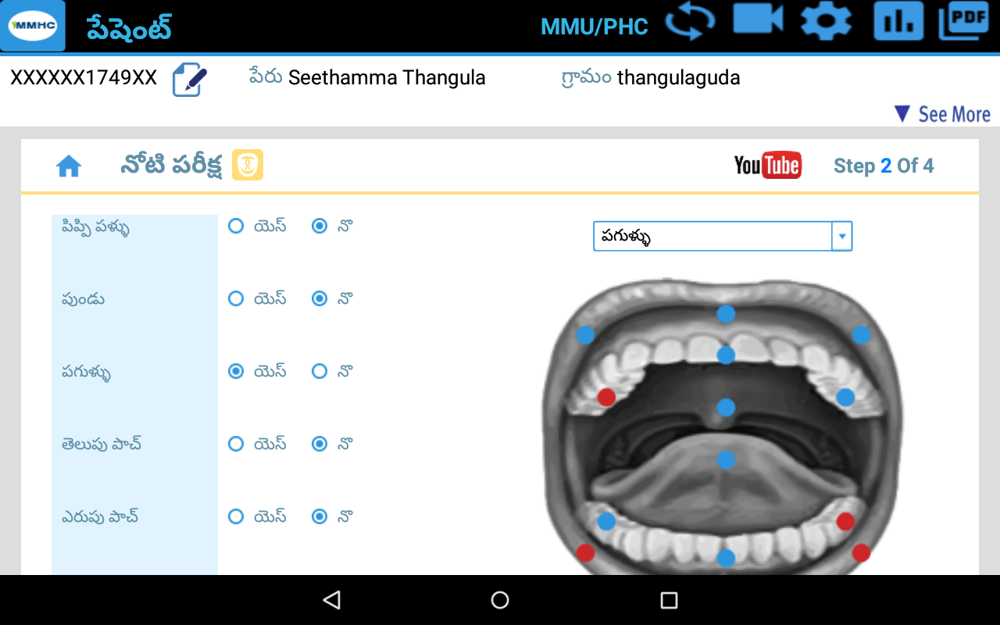 MMHC పేషెంట్ MMU/PHC PDF
XXXXXX1749XX పేరు Seethamma Thangula గ్రామం thangulaguda
▼ See More
నోటి పరీక్ష YouTube Step 2 Of 4
పిప్పి పళ్ళు యెస్ నొ పగుళ్ళు
పుండు యెస్ నొ
పగుళ్ళు యెస్ నొ
తెలుపు పాచ్ యెస్ నొ
ఎరుపు పాచ్ యెస్ నొ